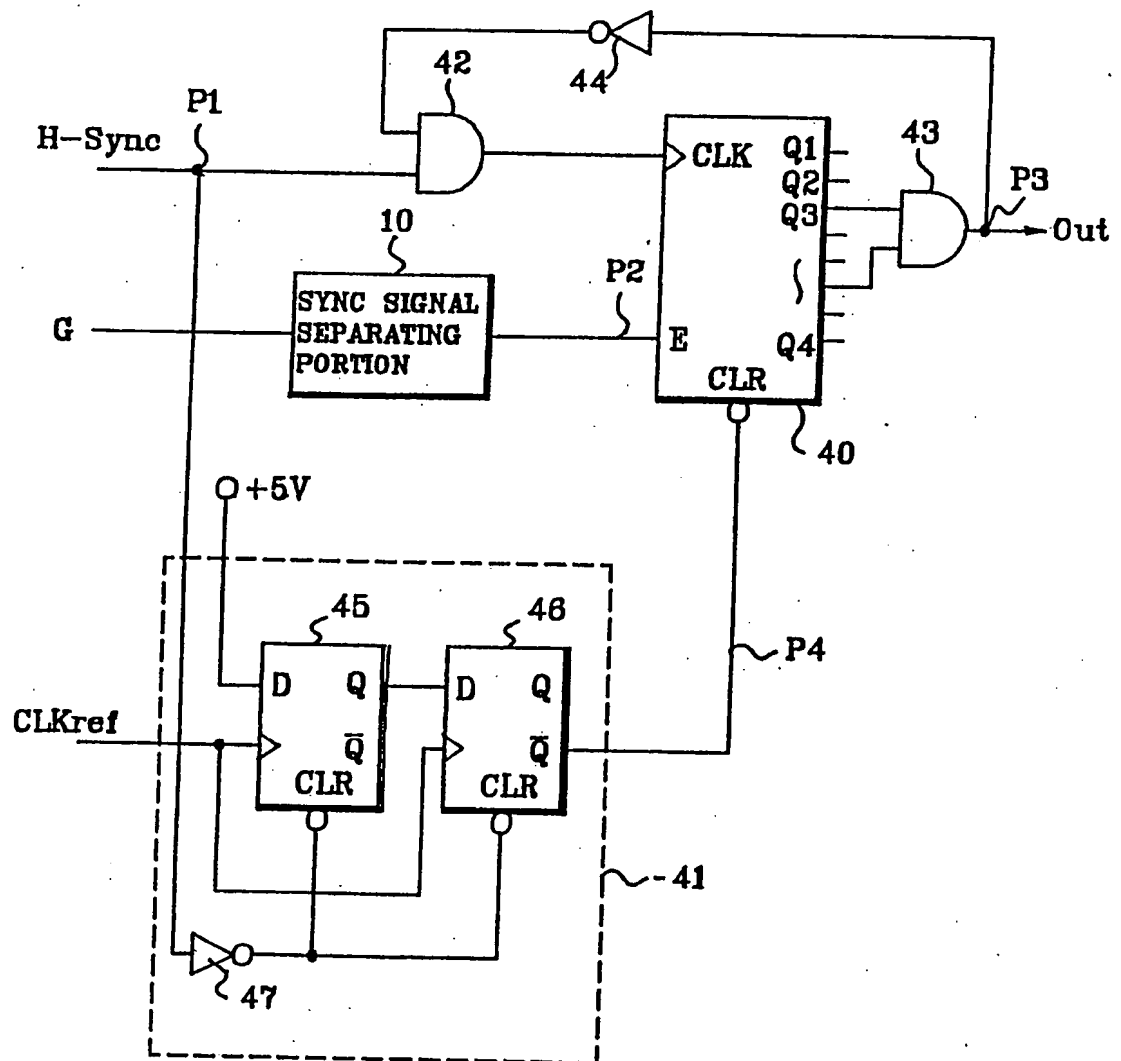 44
42
P1
H-Sync
CLK
Q1
Q2
Q3
43
P3
Out
10
P2
G
SYNC SIGNAL
SEPARATING
PORTION
E
Q4
CLR
40
+5V
45
46
P4
D Q
D Q
CLKref
Q̅
Q̅
CLR
CLR
-41
47